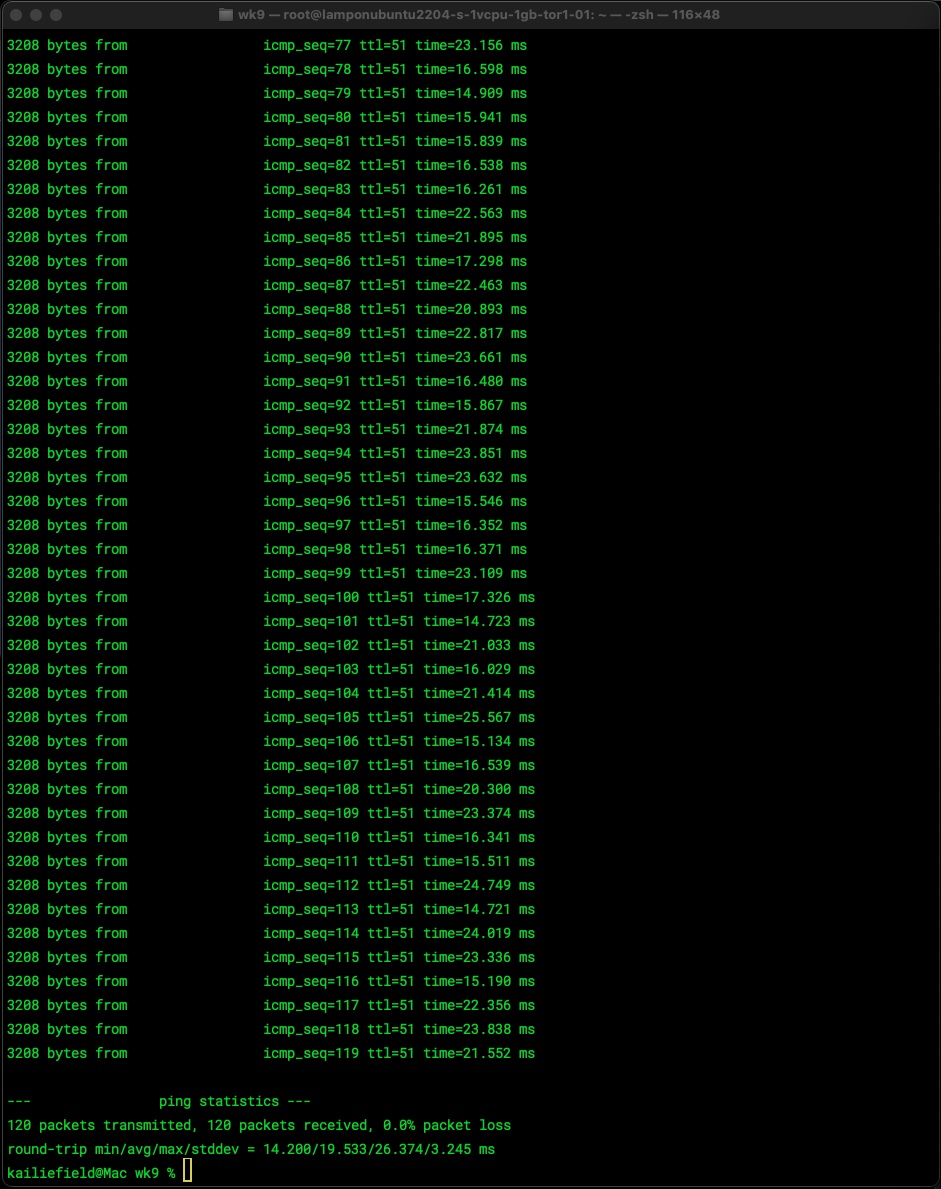 wk9 — root@lamponubuntu2204-s-1vcpu-1gb-tor1-01: ~ — -zsh — 116×48
3208 bytes from icmp_seq=77 ttl=51 time=23.156 ms
3208 bytes from icmp_seq=78 ttl=51 time=16.598 ms
3208 bytes from icmp_seq=79 ttl=51 time=14.909 ms
3208 bytes from icmp_seq=80 ttl=51 time=15.941 ms
3208 bytes from icmp_seq=81 ttl=51 time=15.839 ms
3208 bytes from icmp_seq=82 ttl=51 time=16.538 ms
3208 bytes from icmp_seq=83 ttl=51 time=16.261 ms
3208 bytes from icmp_seq=84 ttl=51 time=22.563 ms
3208 bytes from icmp_seq=85 ttl=51 time=21.895 ms
3208 bytes from icmp_seq=86 ttl=51 time=17.298 ms
3208 bytes from icmp_seq=87 ttl=51 time=22.463 ms
3208 bytes from icmp_seq=88 ttl=51 time=20.893 ms
3208 bytes from icmp_seq=89 ttl=51 time=22.817 ms
3208 bytes from icmp_seq=90 ttl=51 time=23.661 ms
3208 bytes from icmp_seq=91 ttl=51 time=16.480 ms
3208 bytes from icmp_seq=92 ttl=51 time=15.867 ms
3208 bytes from icmp_seq=93 ttl=51 time=21.874 ms
3208 bytes from icmp_seq=94 ttl=51 time=23.851 ms
3208 bytes from icmp_seq=95 ttl=51 time=23.632 ms
3208 bytes from icmp_seq=96 ttl=51 time=15.546 ms
3208 bytes from icmp_seq=97 ttl=51 time=16.352 ms
3208 bytes from icmp_seq=98 ttl=51 time=16.371 ms
3208 bytes from icmp_seq=99 ttl=51 time=23.109 ms
3208 bytes from icmp_seq=100 ttl=51 time=17.326 ms
3208 bytes from icmp_seq=101 ttl=51 time=14.723 ms
3208 bytes from icmp_seq=102 ttl=51 time=21.033 ms
3208 bytes from icmp_seq=103 ttl=51 time=16.029 ms
3208 bytes from icmp_seq=104 ttl=51 time=21.414 ms
3208 bytes from icmp_seq=105 ttl=51 time=25.567 ms
3208 bytes from icmp_seq=106 ttl=51 time=15.134 ms
3208 bytes from icmp_seq=107 ttl=51 time=16.539 ms
3208 bytes from icmp_seq=108 ttl=51 time=20.300 ms
3208 bytes from icmp_seq=109 ttl=51 time=23.374 ms
3208 bytes from icmp_seq=110 ttl=51 time=16.341 ms
3208 bytes from icmp_seq=111 ttl=51 time=15.511 ms
3208 bytes from icmp_seq=112 ttl=51 time=24.749 ms
3208 bytes from icmp_seq=113 ttl=51 time=14.721 ms
3208 bytes from icmp_seq=114 ttl=51 time=24.019 ms
3208 bytes from icmp_seq=115 ttl=51 time=23.336 ms
3208 bytes from icmp_seq=116 ttl=51 time=15.190 ms
3208 bytes from icmp_seq=117 ttl=51 time=22.356 ms
3208 bytes from icmp_seq=118 ttl=51 time=23.838 ms
3208 bytes from icmp_seq=119 ttl=51 time=21.552 ms
--- ping statistics ---
120 packets transmitted, 120 packets received, 0.0% packet loss
round-trip min/avg/max/stddev = 14.200/19.533/26.374/3.245 ms
kailiefield@Mac wk9 %